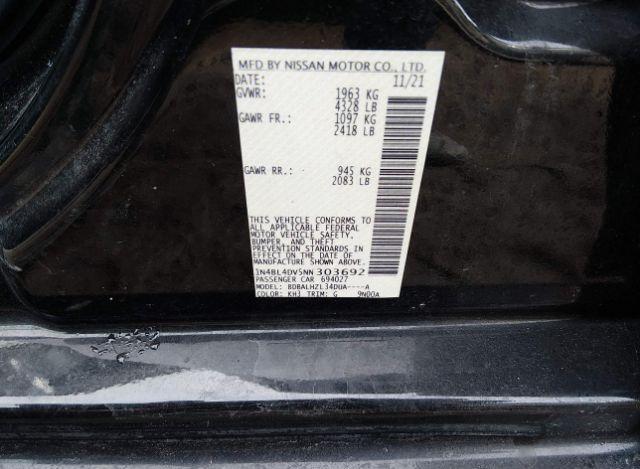 MFD BY NISSAN MOTOR CO., LTD.
DATE: 11/21
GVWR: 1963 KG
4328 LB
GAWR FR.: 1097 KG
2418 LB
GAWR RR.: 945 KG
2083 LB
THIS VEHICLE CONFORMS TO
ALL APPLICABLE FEDERAL
MOTOR VEHICLE SAFETY,
BUMPER, AND THEFT
PREVENTION STANDARDS IN
EFFECT ON THE DATE OF
MANUFACTURE SHOWN ABOVE.
1N4BL4DV5NN303692
PASSENGER CAR 694027
MODEL: BDBALHZL34DUA----A
COLOR: KH3 TRIM: G 9N00A